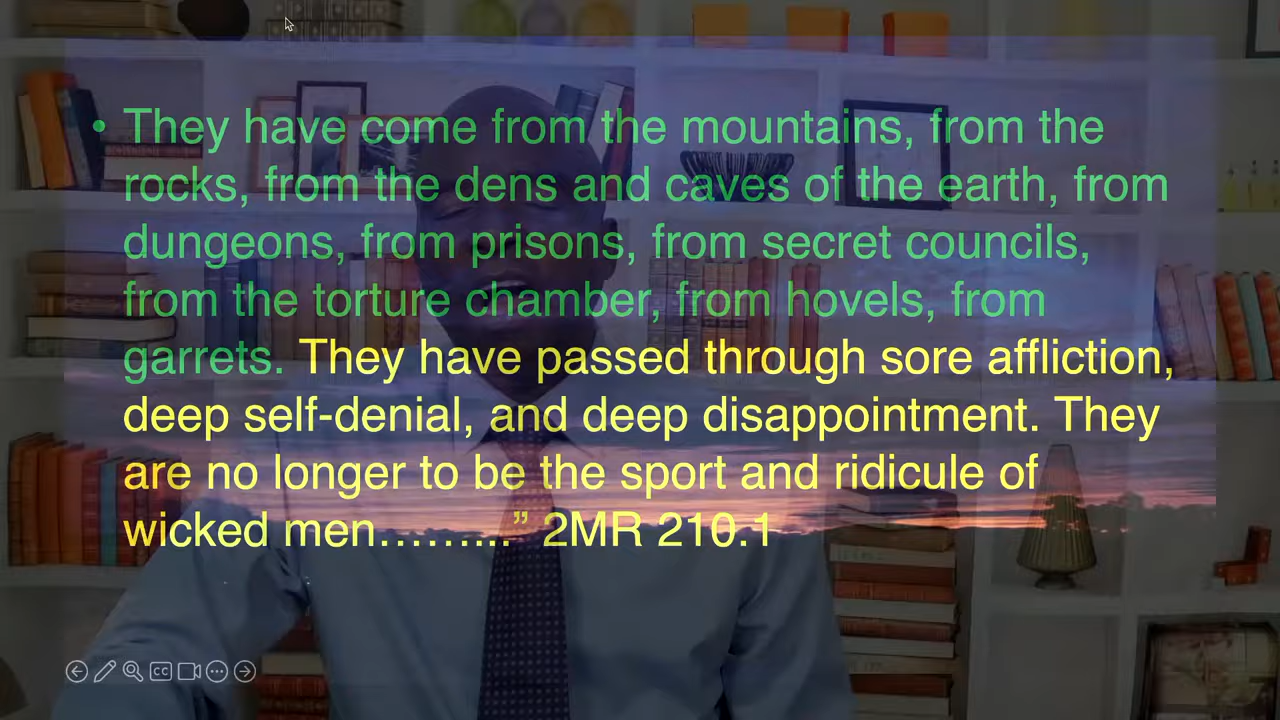 • They have come from the mountains, from the
rocks, from the dens and caves of the earth, from
dungeons, from prisons, from secret councils,
from the torture chamber, from hovels, from
garrets. They have passed through sore affliction,
deep self-denial, and deep disappointment. They
are no longer to be the sport and ridicule of
wicked men……...” 2MR 210.1
CC